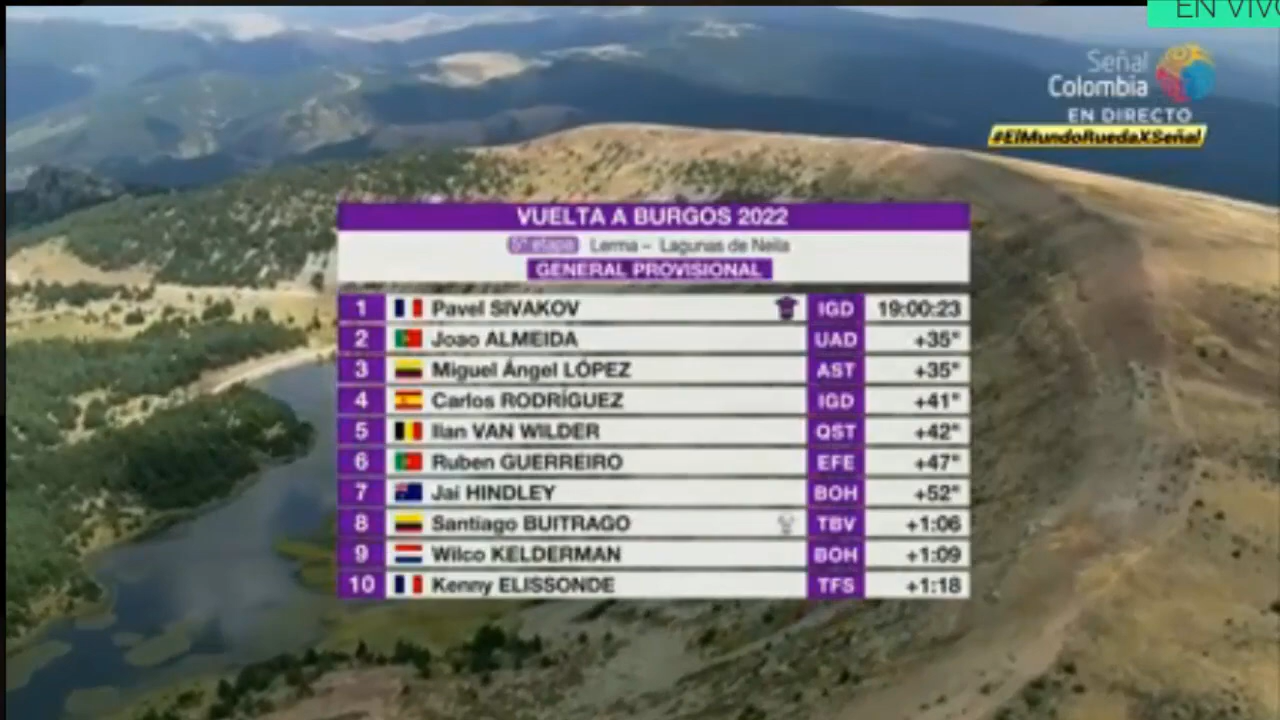 EN VIVO
Señal
Colombia
EN DIRECTO
#ElMundoRuedaXSeñal
VUELTA A BURGOS 2022
5ª etapa Lerma - Lagunas de Neila
GENERAL PROVISIONAL
1 Pavel SIVAKOV IGD 19:00:23
2 Joao ALMEIDA UAD +35"
3 Miguel Ángel LÓPEZ AST +35"
4 Carlos RODRÍGUEZ IGD +41"
5 Ilan VAN WILDER QST +42"
6 Ruben GUERREIRO EFE +47"
7 Jai HINDLEY BOH +52"
8 Santiago BUITRAGO TBV +1:06
9 Wilco KELDERMAN BOH +1:09
10 Kenny ELISSONDE TFS +1:18